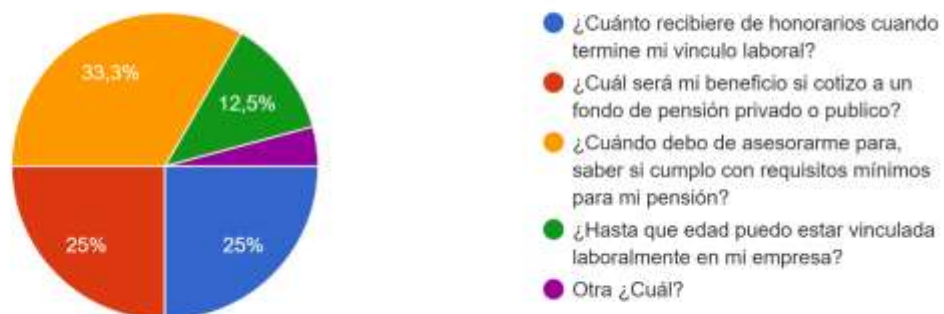 33,3%
12,5%
25%
25%
¿Cuánto recibiere de honorarios cuando
termine mi vinculo laboral?
¿Cuál será mi beneficio si cotizo a un
fondo de pensión privado o publico?
¿Cuándo debo de asesorarme para,
saber si cumplo con requisitos mínimos
para mi pensión?
¿Hasta que edad puedo estar vinculada
laboralmente en mi empresa?
Otra ¿Cuál?